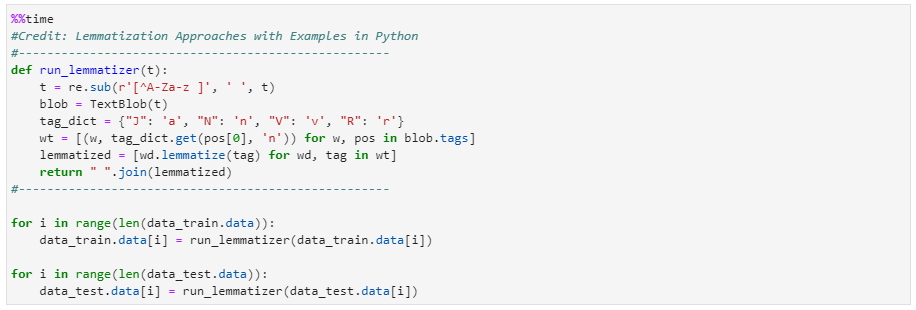 %%time
#Credit: Lemmatization Approaches with Examples in Python
#----------------------------------------------------
def run_lemmatizer(t):
    t = re.sub(r'[^A-Za-z ]', ' ', t)
    blob = TextBlob(t)
    tag_dict = {"J": 'a', "N": 'n', "V": 'v', "R": 'r'}
    wt = [(w, tag_dict.get(pos[0], 'n')) for w, pos in blob.tags]
    lemmatized = [wd.lemmatize(tag) for wd, tag in wt]
    return " ".join(lemmatized)
#----------------------------------------------------
for i in range(len(data_train.data)):
    data_train.data[i] = run_lemmatizer(data_train.data[i])
for i in range(len(data_test.data)):
    data_test.data[i] = run_lemmatizer(data_test.data[i])